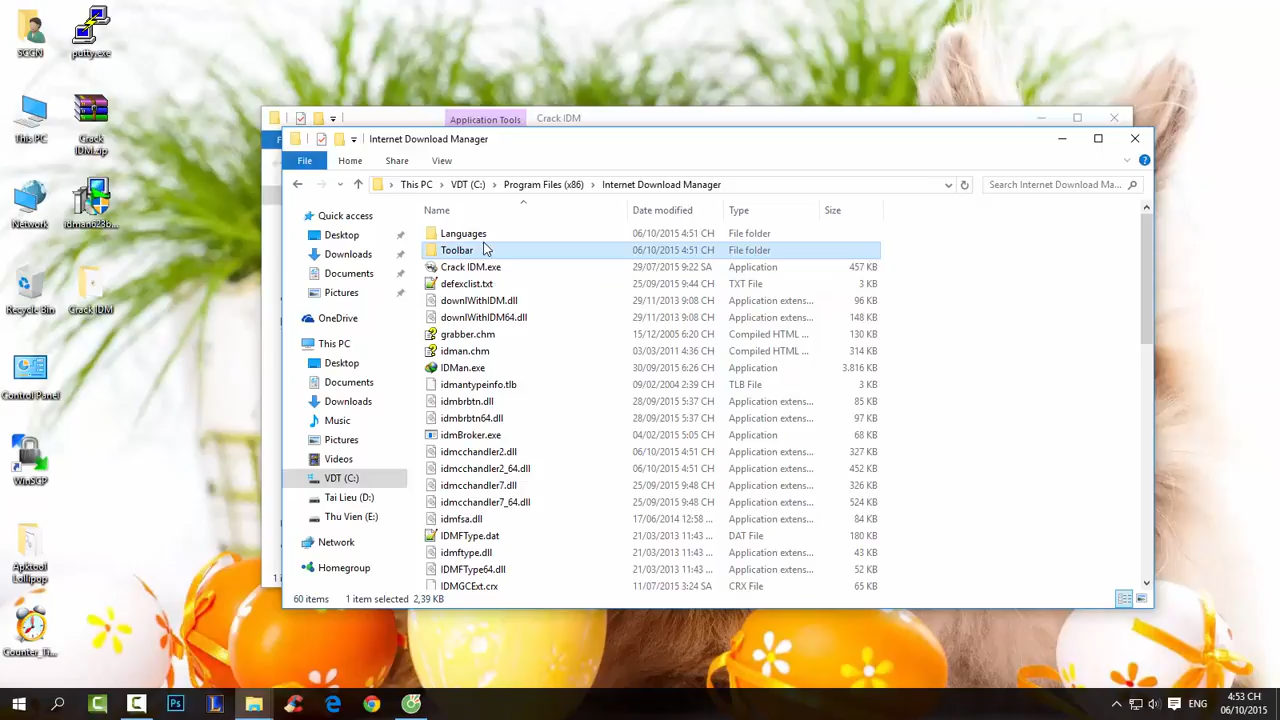 SCCN
putty.exe
This PC
Crack
IDM.zip
Network
idman623b...
Recycle Bin
Crack IDM
Control Panel
WinSCP
Apktool
Lollipop
Counter_Ti...
Application Tools
Crack IDM
Internet Download Manager
File
Home
Share
View
This PC
VDT (C:)
Program Files (x86)
Internet Download Manager
Search Internet Download Ma...
Quick access
Desktop
Downloads
Documents
Pictures
OneDrive
This PC
Desktop
Documents
Downloads
Music
Pictures
Videos
VDT (C:)
Tai Lieu (D:)
Thu Vien (E:)
Network
Homegroup
Name Date modified Type Size
Languages 06/10/2015 4:51 CH File folder
Toolbar 06/10/2015 4:51 CH File folder
Crack IDM.exe 29/07/2015 9:22 SA Application 457 KB
defexclist.txt 25/09/2015 9:44 CH TXT File 3 KB
downlWithIDM.dll 29/11/2013 9:08 CH Application extens... 96 KB
downlWithIDM64.dll 29/11/2013 9:08 CH Application extens... 148 KB
grabber.chm 15/12/2005 6:20 CH Compiled HTML ... 130 KB
idman.chm 03/03/2011 4:36 CH Compiled HTML ... 314 KB
IDMan.exe 30/09/2015 6:26 CH Application 3.816 KB
idmantypeinfo.tlb 09/02/2004 2:39 CH TLB File 3 KB
idmbrbtn.dll 28/09/2015 5:37 CH Application extens... 85 KB
idmbrbtn64.dll 28/09/2015 5:37 CH Application extens... 97 KB
idmBroker.exe 04/02/2015 5:05 CH Application 68 KB
idmcchandler2.dll 06/10/2015 4:51 CH Application extens... 327 KB
idmcchandler2_64.dll 06/10/2015 4:51 CH Application extens... 452 KB
idmcchandler7.dll 25/09/2015 9:48 CH Application extens... 326 KB
idmcchandler7_64.dll 25/09/2015 9:48 CH Application extens... 524 KB
idmfsa.dll 17/06/2014 12:58 ... Application extens... 84 KB
IDMFType.dat 21/03/2013 11:43 ... DAT File 180 KB
idmftype.dll 21/03/2013 11:43 ... Application extens... 43 KB
IDMFType64.dll 21/03/2013 11:43 ... Application extens... 52 KB
IDMGCExt.crx 11/07/2015 3:24 SA CRX File 65 KB
60 items 1 item selected 2,39 KB
ENG
4:53 CH
06/10/2015